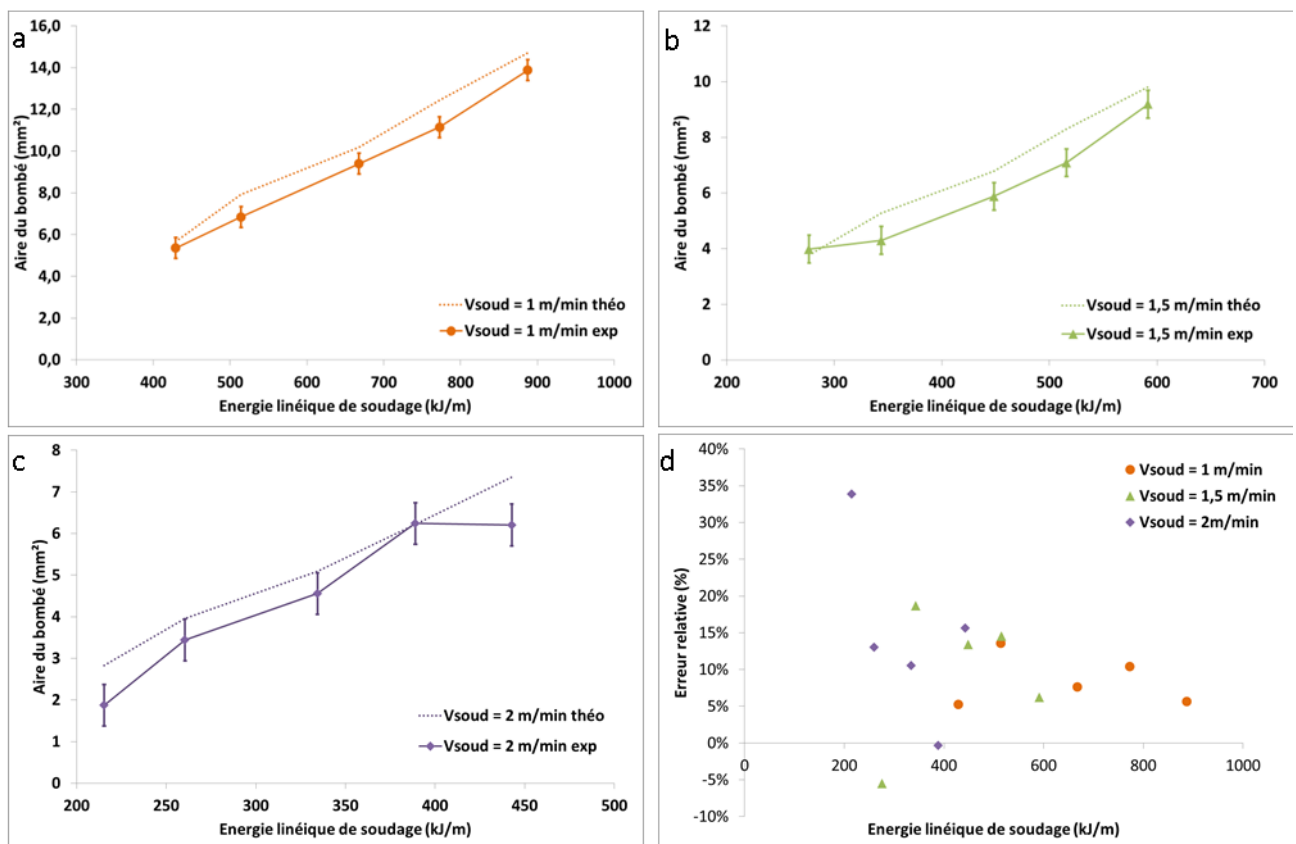 a
16,0
14,0
12,0
10,0
8,0
6,0
4,0
2,0
0,0
Aire du bombé (mm²)
300 400 500 600 700 800 900 1000
Energie linéique de soudage (kJ/m)
Vsoud = 1 m/min théo
Vsoud = 1 m/min exp
b
12
10
8
6
4
2
0
Aire du bombé (mm²)
200 300 400 500 600 700
Energie linéique de soudage (kJ/m)
Vsoud = 1,5 m/min théo
Vsoud = 1,5 m/min exp
c
8
7
6
5
4
3
2
1
0
Aire du bombé (mm²)
200 250 300 350 400 450 500
Energie linéique de soudage (kJ/m)
Vsoud = 2 m/min théo
Vsoud = 2 m/min exp
d
40%
35%
30%
25%
20%
15%
10%
5%
0%
-5%
-10%
Erreur relative (%)
0 200 400 600 800 1000
Energie linéique de soudage (kJ/m)
Vsoud = 1 m/min
Vsoud = 1,5 m/min
Vsoud = 2m/min